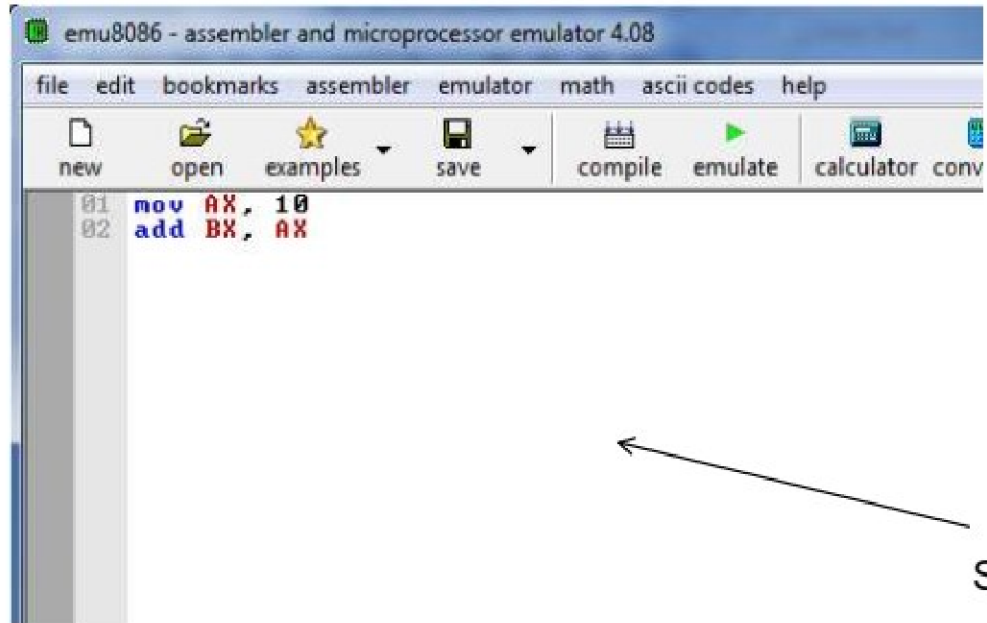 emu8086 - assembler and microprocessor emulator 4.08
file edit bookmarks assembler emulator math ascii codes help
new open examples save compile emulate calculator conv
01 mov AX, 10
02 add BX, AX
S